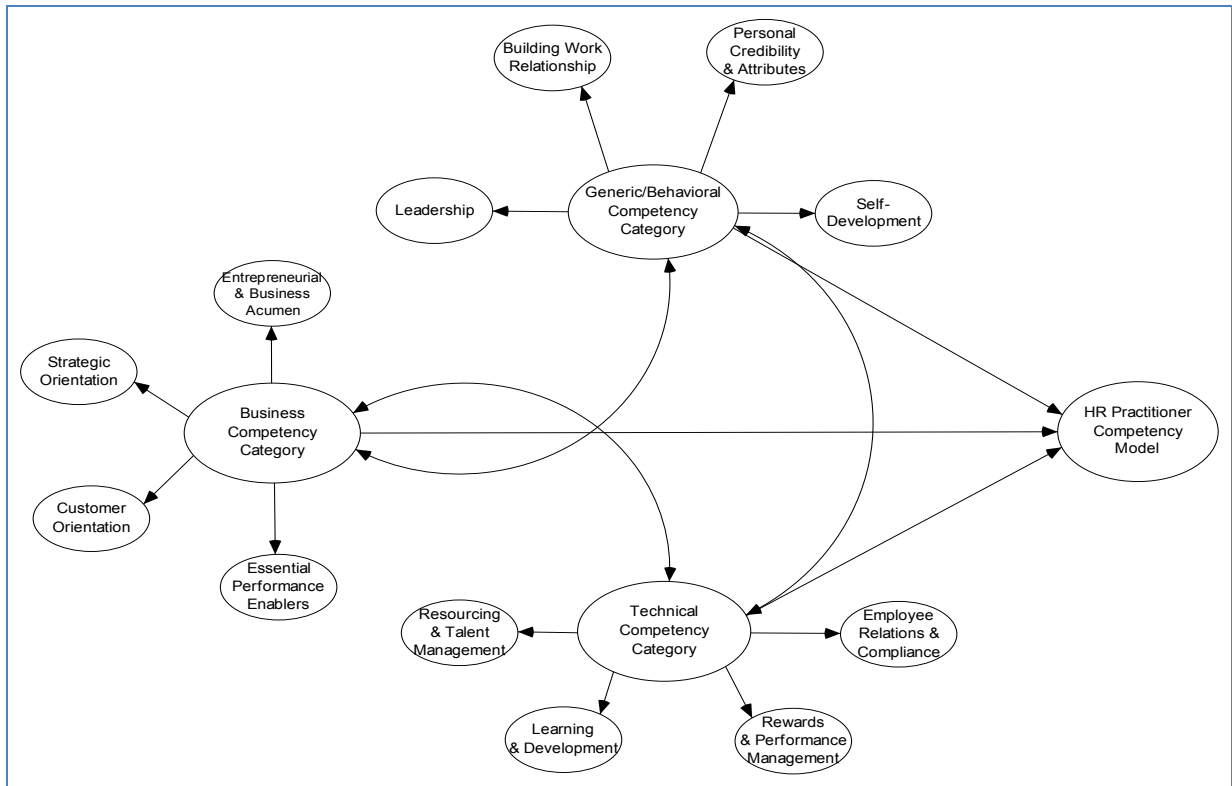 Building Work
Relationship
Personal
Credibility
& Attributes
Generic/Behavioral
Competency
Category
Leadership
Self-
Development
Entrepreneurial
& Business
Acumen
Strategic
Orientation
Business
Competency
Category
HR Practitioner
Competency
Model
Customer
Orientation
Essential
Performance
Enablers
Resourcing
& Talent
Management
Technical
Competency
Category
Employee
Relations &
Compliance
Learning
& Development
Rewards
& Performance
Management